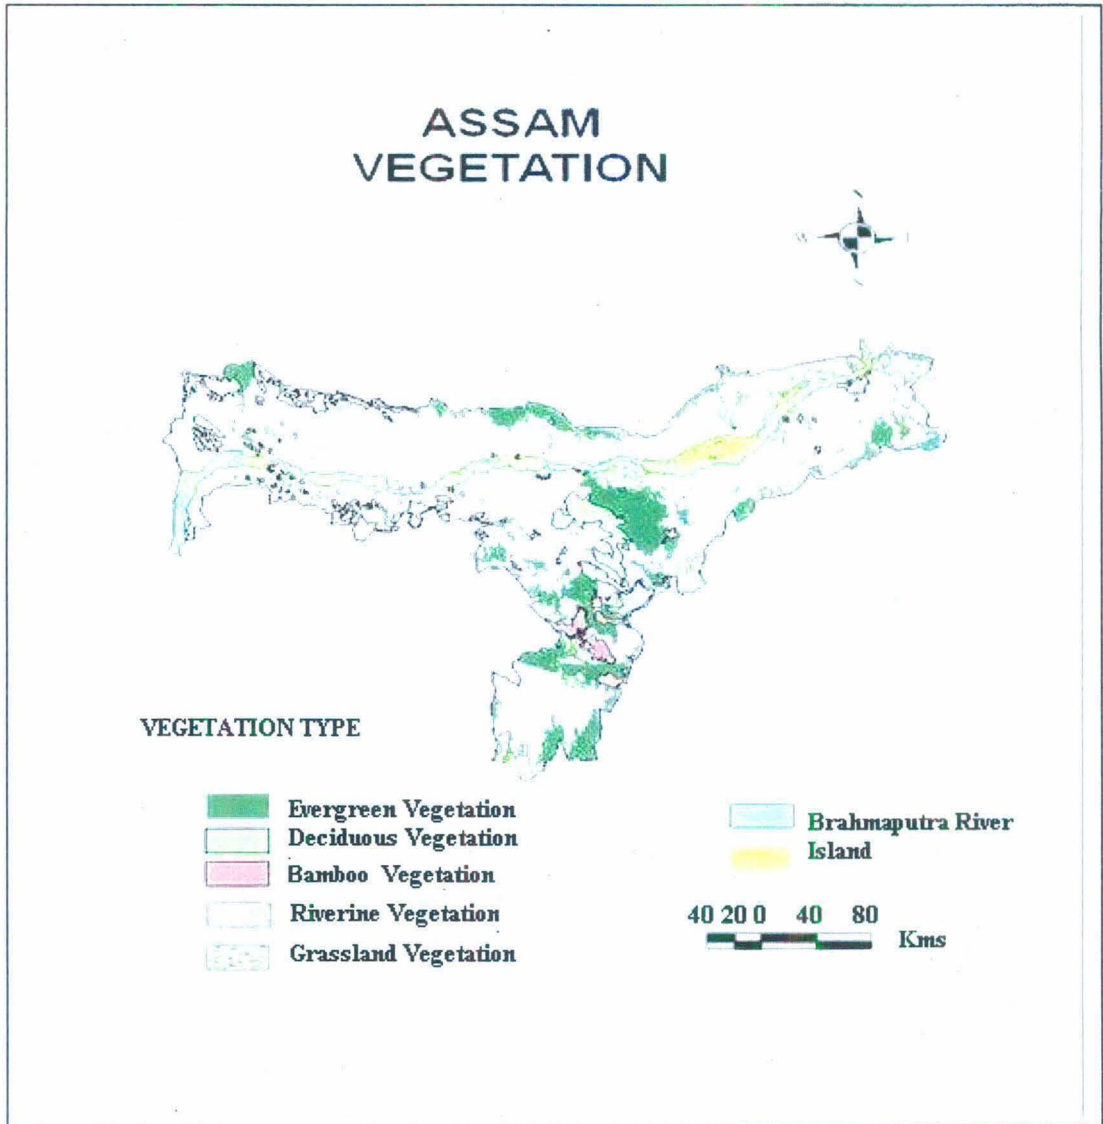 ASSAM
VEGETATION
VEGETATION TYPE
Evergreen Vegetation
Deciduous Vegetation
Bamboo Vegetation
Riverine Vegetation
Grassland Vegetation
Brahmaputra River
Island
40 20 0 40 80
Kms